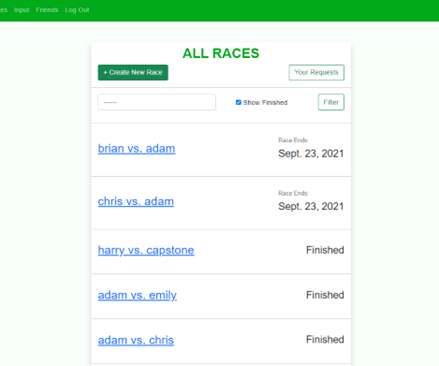 es Input Friends Log Out
ALL RACES
+ Create New Race
Your Requests
------
Show Finished
Filter
brian vs. adam
Race Ends:
Sept. 23, 2021
chris vs. adam
Race Ends:
Sept. 23, 2021
harry vs. capstone
Finished
adam vs. emily
Finished
adam vs. chris
Finished